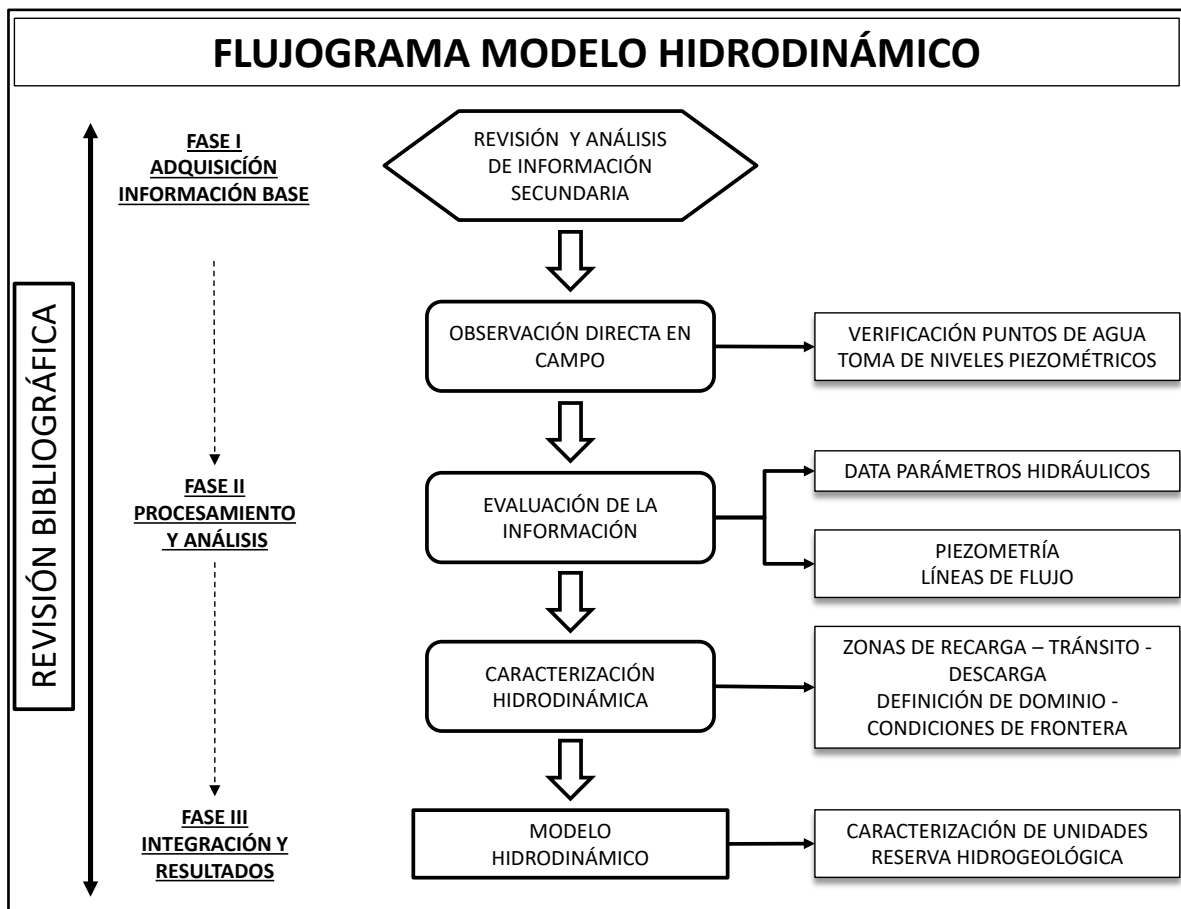 FLUJOGRAMA MODELO HIDRODINÁMICO
REVISIÓN BIBLIOGRÁFICA
FASE I
ADQUISICÍÓN
INFORMACIÓN BASE
REVISIÓN Y ANÁLISIS
DE INFORMACIÓN
SECUNDARIA
OBSERVACIÓN DIRECTA EN
CAMPO
VERIFICACIÓN PUNTOS DE AGUA
TOMA DE NIVELES PIEZOMÉTRICOS
FASE II
PROCESAMIENTO
Y ANÁLISIS
EVALUACIÓN DE LA
INFORMACIÓN
DATA PARÁMETROS HIDRÁULICOS
PIEZOMETRÍA
LÍNEAS DE FLUJO
CARACTERIZACIÓN
HIDRODINÁMICA
ZONAS DE RECARGA – TRÁNSITO -
DESCARGA
DEFINICIÓN DE DOMINIO -
CONDICIONES DE FRONTERA
FASE III
INTEGRACIÓN Y
RESULTADOS
MODELO
HIDRODINÁMICO
CARACTERIZACIÓN DE UNIDADES
RESERVA HIDROGEOLÓGICA